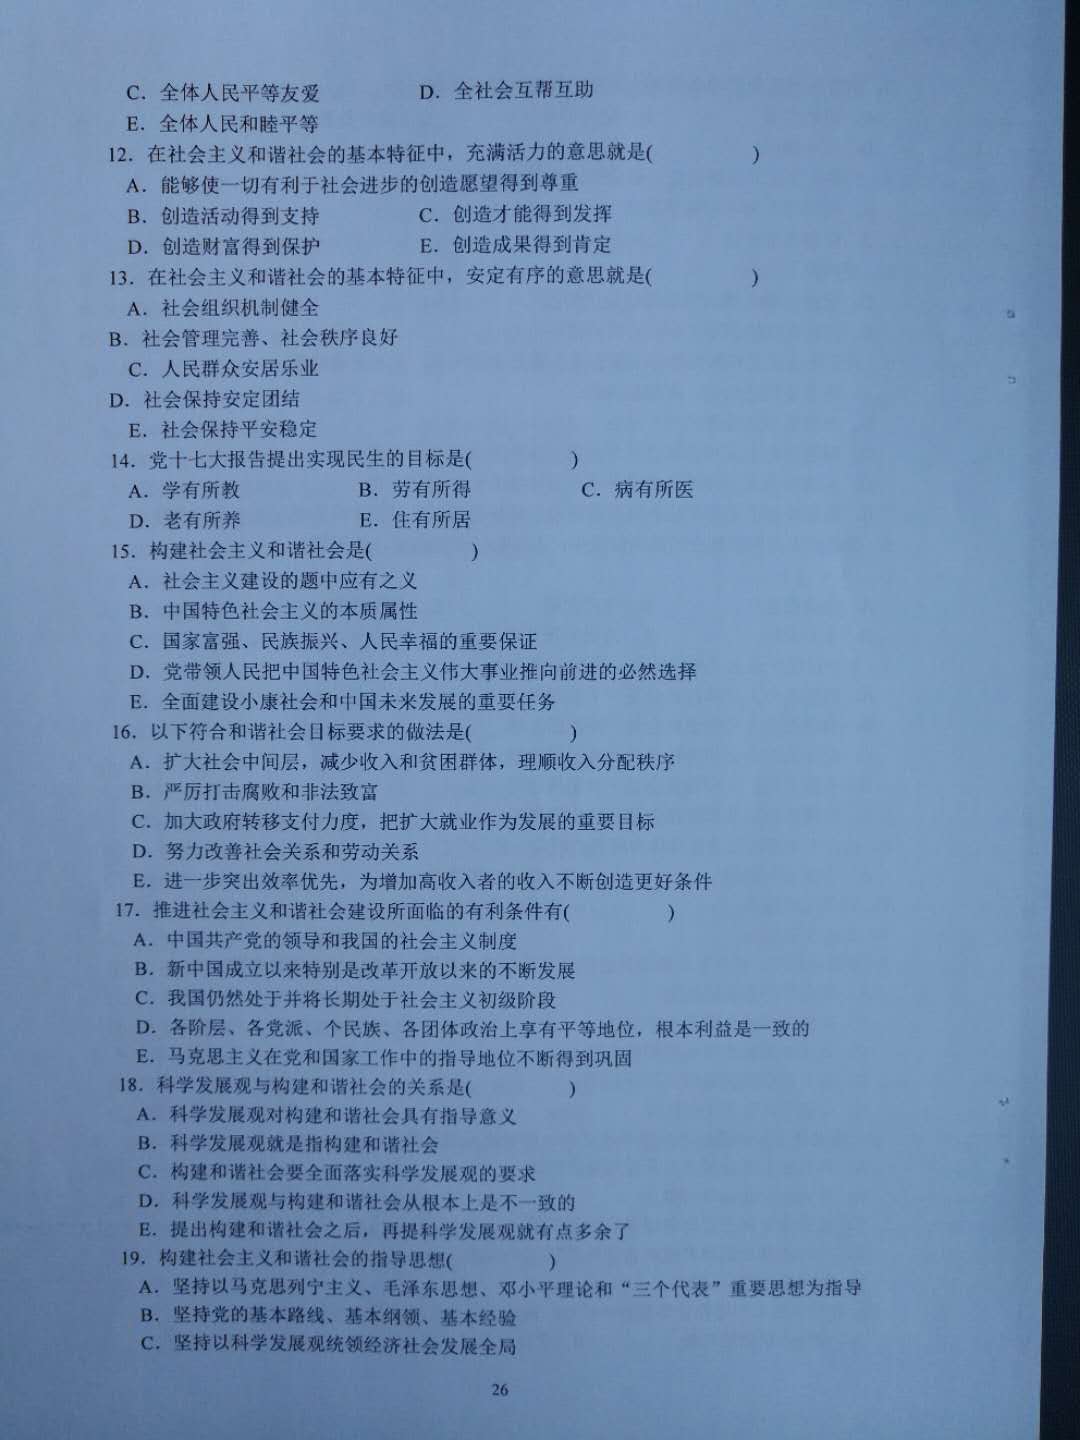 C．全体人民平等友爱 D．全社会互帮互助
E．全体人民和睦平等
12．在社会主义和谐社会的基本特征中，充满活力的意思就是( )
A．能够使一切有利于社会进步的创造愿望得到尊重
B．创造活动得到支持 C．创造才能得到发挥
D．创造财富得到保护 E．创造成果得到肯定
13．在社会主义和谐社会的基本特征中，安定有序的意思就是( )
A．社会组织机制健全
B．社会管理完善、社会秩序良好
C．人民群众安居乐业
D．社会保持安定团结
E．社会保持平安稳定
14．党十七大报告提出实现民生的目标是( )
A．学有所教 B．劳有所得 C．病有所医
D．老有所养 E．住有所居
15．构建社会主义和谐社会是( )
A．社会主义建设的题中应有之义
B．中国特色社会主义的本质属性
C．国家富强、民族振兴、人民幸福的重要保证
D．党带领人民把中国特色社会主义伟大事业推向前进的必然选择
E．全面建设小康社会和中国未来发展的重要任务
16．以下符合和谐社会目标要求的做法是( )
A．扩大社会中间层，减少收入和贫困群体，理顺收入分配秩序
B．严厉打击腐败和非法致富
C．加大政府转移支付力度，把扩大就业作为发展的重要目标
D．努力改善社会关系和劳动关系
E．进一步突出效率优先，为增加高收入者的收入不断创造更好条件
17．推进社会主义和谐社会建设所面临的有利条件有( )
A．中国共产党的领导和我国的社会主义制度
B．新中国成立以来特别是改革开放以来的不断发展
C．我国仍然处于并将长期处于社会主义初级阶段
D．各阶层、各党派、个民族、各团体政治上享有平等地位，根本利益是一致的
E．马克思主义在党和国家工作中的指导地位不断得到巩固
18．科学发展观与构建和谐社会的关系是( )
A．科学发展观对构建和谐社会具有指导意义
B．科学发展观就是指构建和谐社会
C．构建和谐社会要全面落实科学发展观的要求
D．科学发展观与构建和谐社会从根本上是不一致的
E．提出构建和谐社会之后，再提科学发展观就有点多余了
19．构建社会主义和谐社会的指导思想( )
A．坚持以马克思列宁主义、毛泽东思想、邓小平理论和“三个代表”重要思想为指导
B．坚持党的基本路线、基本纲领、基本经验
C．坚持以科学发展观统领经济社会发展全局
26